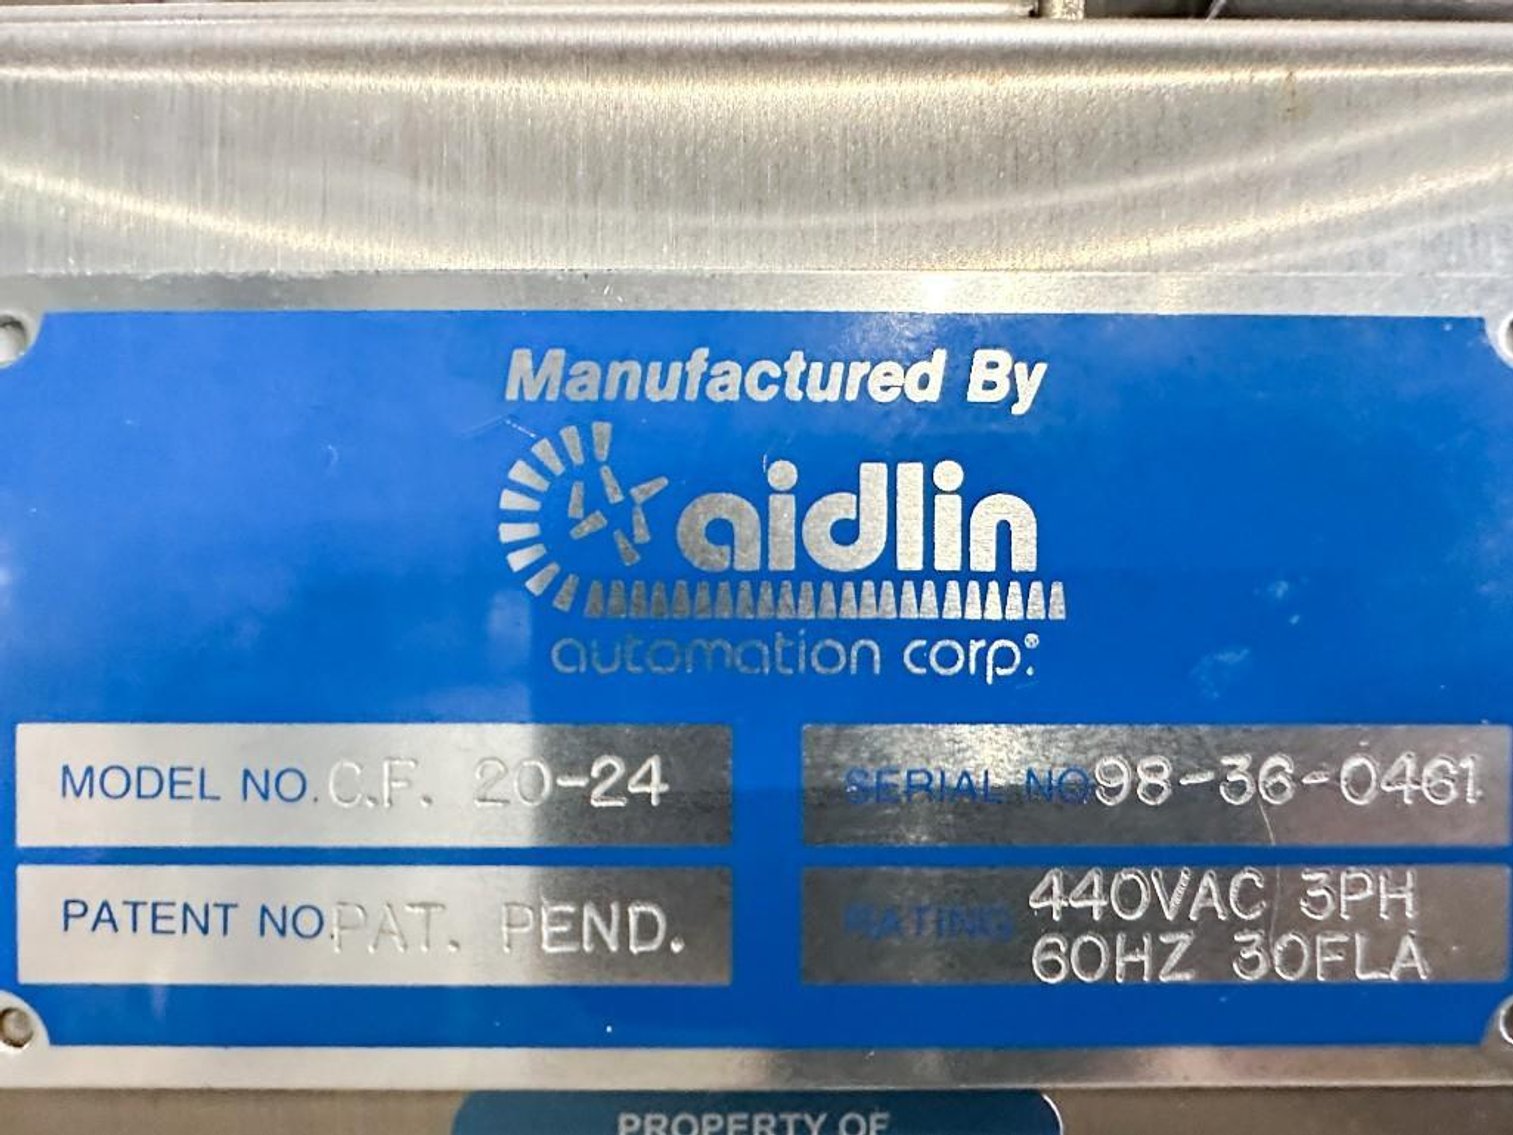 Manufactured By
aidlin
automation corp.®
MODEL NO. C.F. 20-24
SERIAL NO. 98-36-0461
PATENT NO. PAT. PEND.
RATING 440VAC 3PH
60HZ 30FLA
PROPERTY OF